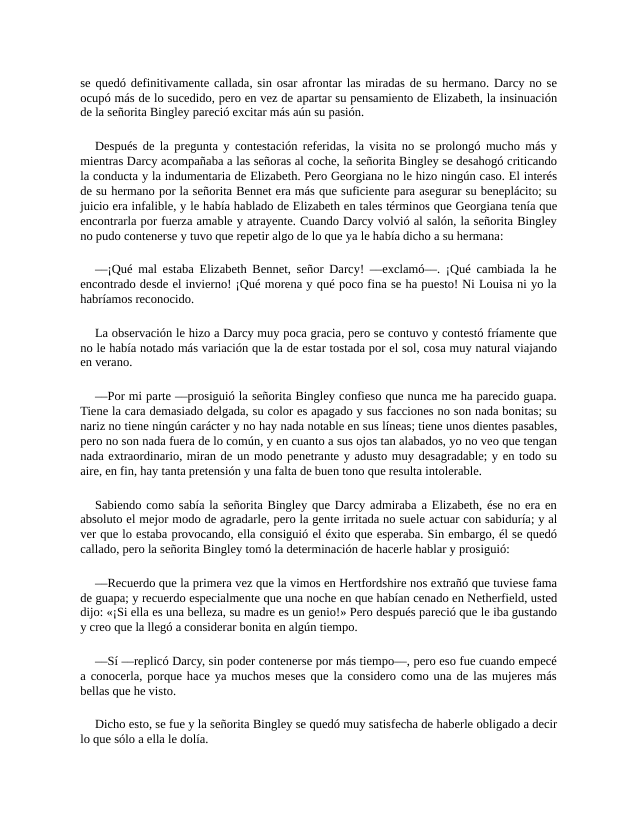 se quedó definitivamente callada, sin osar afrontar las miradas de su hermano. Darcy no se
ocupó más de lo sucedido, pero en vez de apartar su pensamiento de Elizabeth, la insinuación
de la señorita Bingley pareció excitar más aún su pasión.
Después de la pregunta y contestación referidas, la visita no se prolongó mucho más y
mientras Darcy acompañaba a las señoras al coche, la señorita Bingley se desahogó criticando
la conducta y la indumentaria de Elizabeth. Pero Georgiana no le hizo ningún caso. El interés
de su hermano por la señorita Bennet era más que suficiente para asegurar su beneplácito; su
juicio era infalible, y le había hablado de Elizabeth en tales términos que Georgiana tenía que
encontrarla por fuerza amable y atrayente. Cuando Darcy volvió al salón, la señorita Bingley
no pudo contenerse y tuvo que repetir algo de lo que ya le había dicho a su hermana:
—¡Qué mal estaba Elizabeth Bennet, señor Darcy! —exclamó—. ¡Qué cambiada la he
encontrado desde el invierno! ¡Qué morena y qué poco fina se ha puesto! Ni Louisa ni yo la
habríamos reconocido.
La observación le hizo a Darcy muy poca gracia, pero se contuvo y contestó fríamente que
no le había notado más variación que la de estar tostada por el sol, cosa muy natural viajando
en verano.
—Por mi parte —prosiguió la señorita Bingley confieso que nunca me ha parecido guapa.
Tiene la cara demasiado delgada, su color es apagado y sus facciones no son nada bonitas; su
nariz no tiene ningún carácter y no hay nada notable en sus líneas; tiene unos dientes pasables,
pero no son nada fuera de lo común, y en cuanto a sus ojos tan alabados, yo no veo que tengan
nada extraordinario, miran de un modo penetrante y adusto muy desagradable; y en todo su
aire, en fin, hay tanta pretensión y una falta de buen tono que resulta intolerable.
Sabiendo como sabía la señorita Bingley que Darcy admiraba a Elizabeth, ése no era en
absoluto el mejor modo de agradarle, pero la gente irritada no suele actuar con sabiduría; y al
ver que lo estaba provocando, ella consiguió el éxito que esperaba. Sin embargo, él se quedó
callado, pero la señorita Bingley tomó la determinación de hacerle hablar y prosiguió:
—Recuerdo que la primera vez que la vimos en Hertfordshire nos extrañó que tuviese fama
de guapa; y recuerdo especialmente que una noche en que habían cenado en Netherfield, usted
dijo: «¡Si ella es una belleza, su madre es un genio!» Pero después pareció que le iba gustando
y creo que la llegó a considerar bonita en algún tiempo.
—Sí —replicó Darcy, sin poder contenerse por más tiempo—, pero eso fue cuando empecé
a conocerla, porque hace ya muchos meses que la considero como una de las mujeres más
bellas que he visto.
Dicho esto, se fue y la señorita Bingley se quedó muy satisfecha de haberle obligado a decir
lo que sólo a ella le dolía.